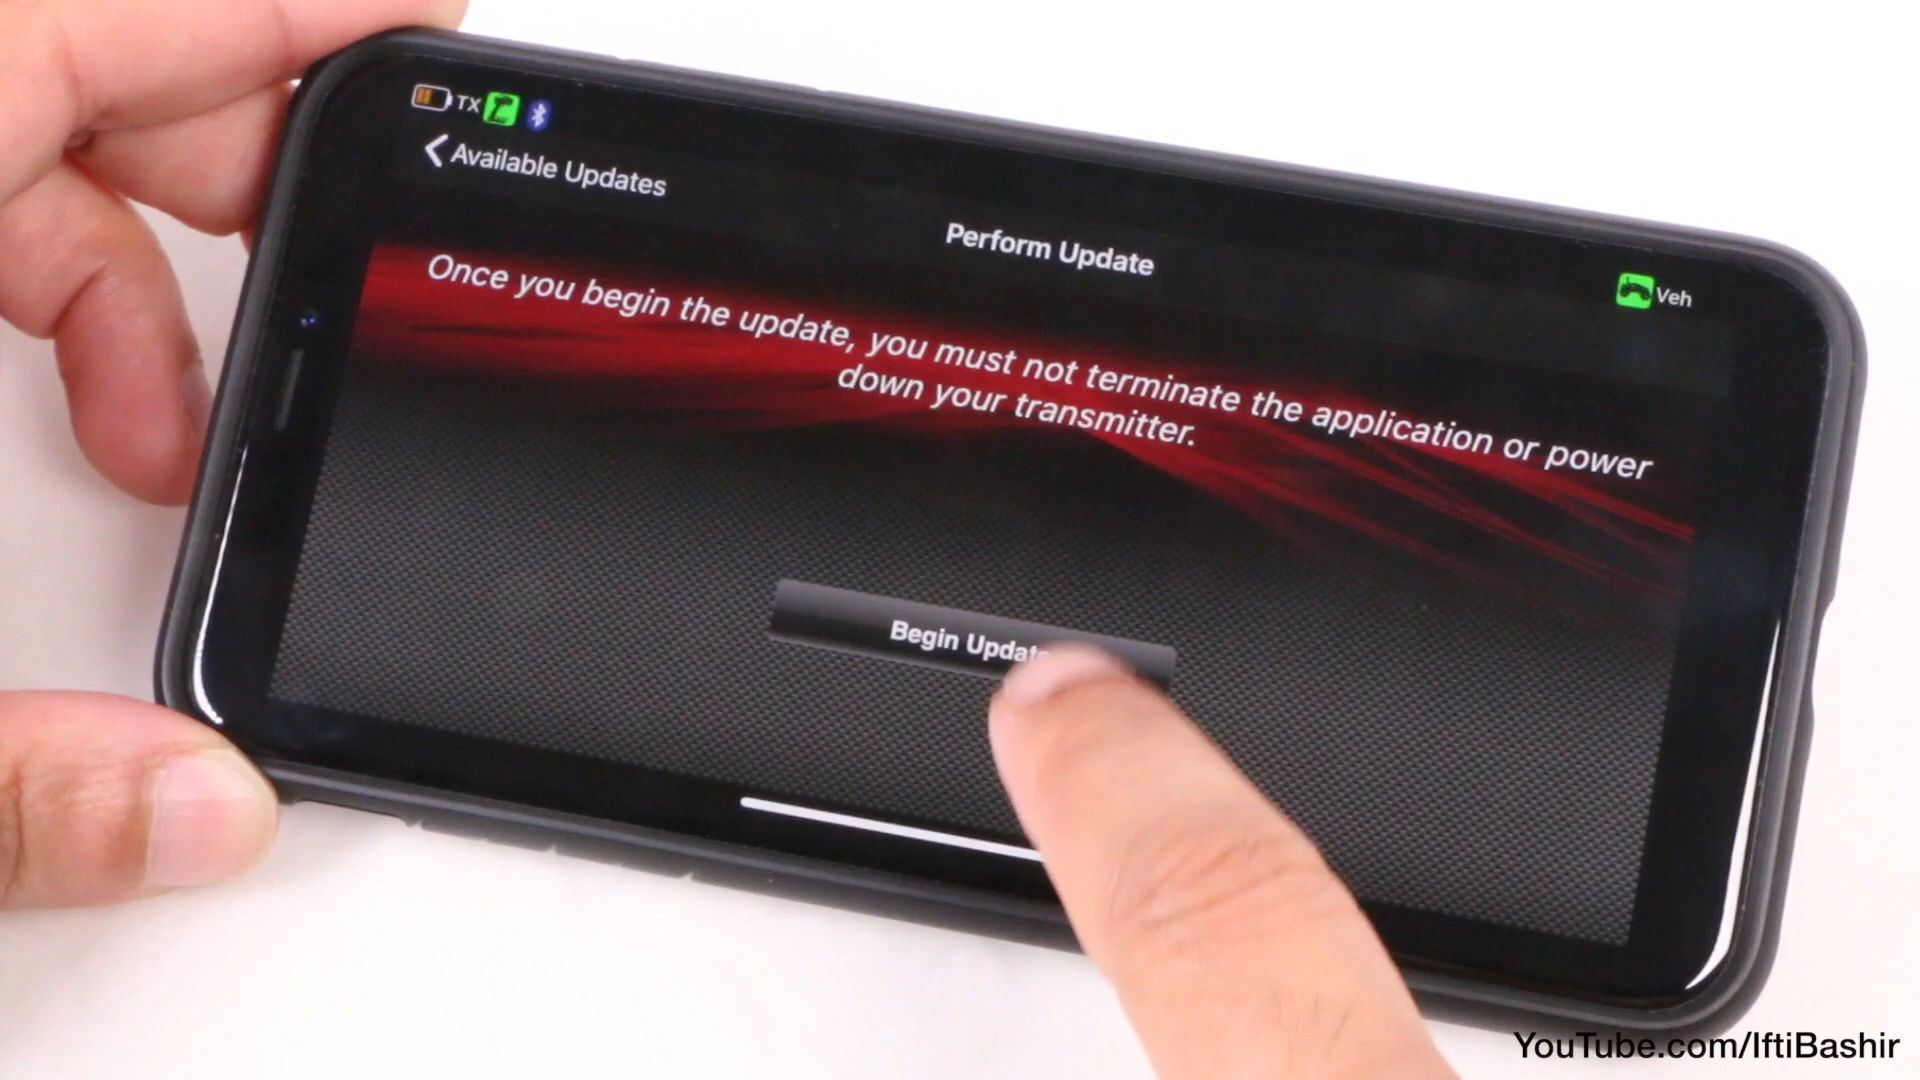 TX
Available Updates
Perform Update
Veh
Once you begin the update, you must not terminate the application or power
down your transmitter.
Begin Update
YouTube.com/IftiBashir